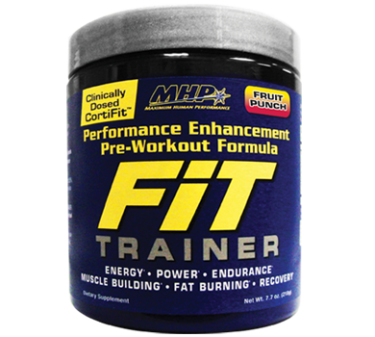 Clinically
Dosed
CortiFit™
MHP
MAXIMUM HUMAN PERFORMANCE
FRUIT
PUNCH
Performance Enhancement
Pre-Workout Formula
FiT
TRAINER
ENERGY • POWER • ENDURANCE
MUSCLE BUILDING • FAT BURNING • RECOVERY
Dietary Supplement
Net Wt. 7.7 oz.